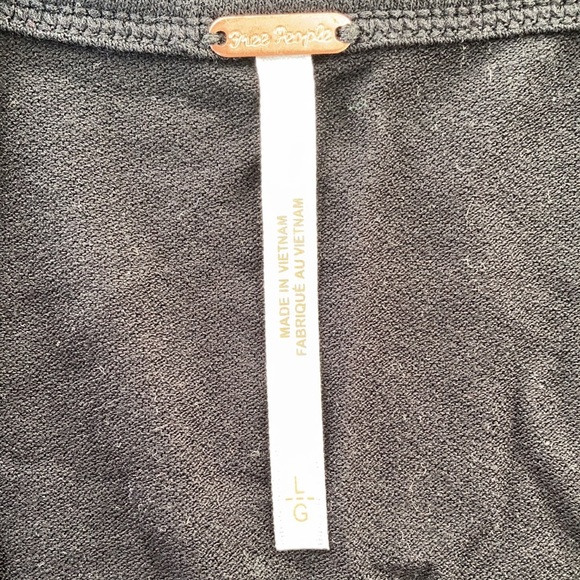 Free People
MADE IN VIETNAM
FABRIQUÉ AU VIETNAM
L
G